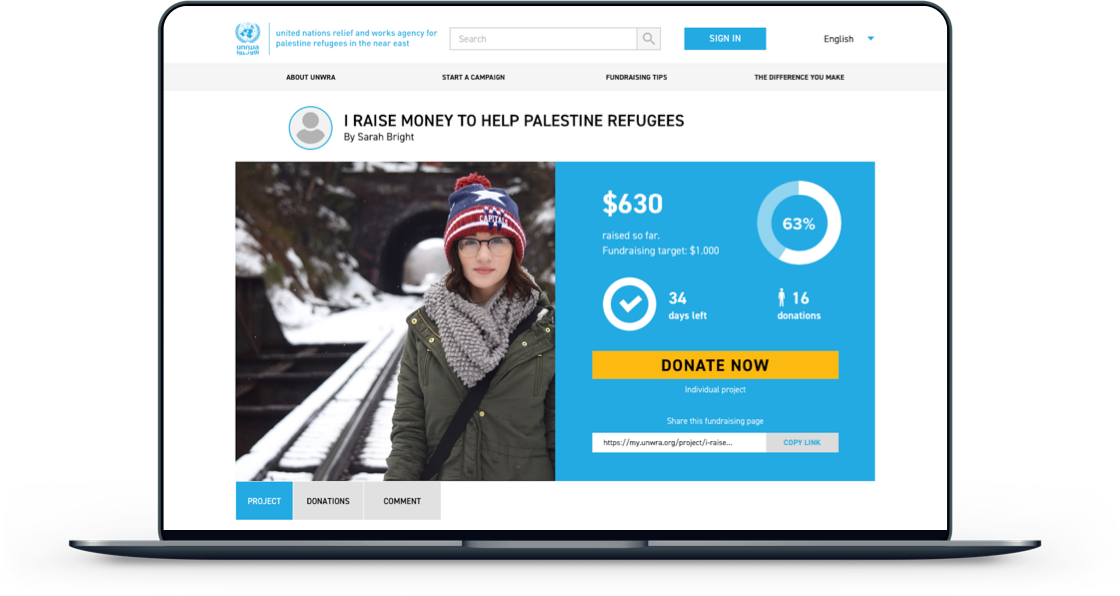 unrwa
الأونروا
united nations relief and works agency for
palestine refugees in the near east
Search
SIGN IN
English
ABOUT UNWRA
START A CAMPAIGN
FUNDRAISING TIPS
THE DIFFERENCE YOU MAKE
I RAISE MONEY TO HELP PALESTINE REFUGEES
By Sarah Bright
CAPITALS
$630
raised so far.
Fundraising target: $1,000
63%
34
days left
16
donations
DONATE NOW
Individual project
Share this fundraising page
https://my.unwra.org/project/i-raise...
COPY LINK
PROJECT
DONATIONS
COMMENT